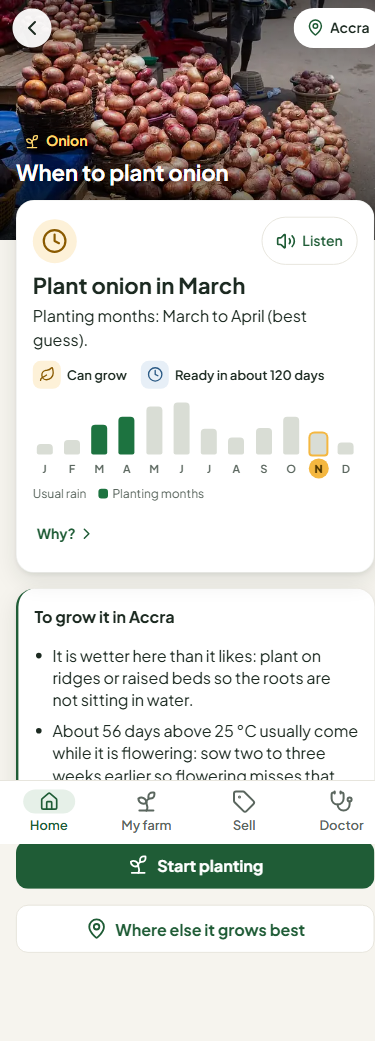 Accra
Onion
When to plant onion
Listen
Plant onion in March
Planting months: March to April (best
guess).
Can grow
Ready in about 120 days
J F M A M J J A S O N D
Usual rain
Planting months
Why?
To grow it in Accra
• It is wetter here than it likes: plant on
ridges or raised beds so the roots are
not sitting in water.
• About 56 days above 25 °C usually come
while it is flowering: sow two to three
weeks earlier so flowering misses that
Home
My farm
Sell
Doctor
Start planting
Where else it grows best